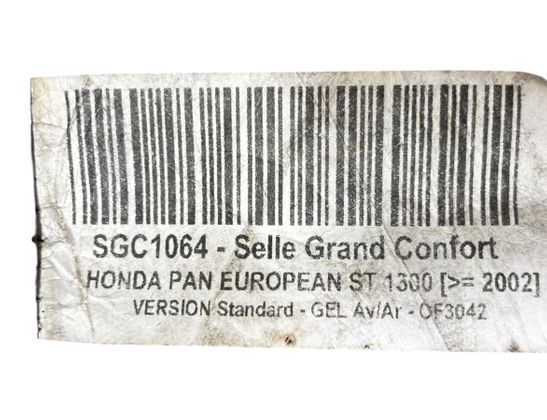 SGC1064 - Selle Grand Confort
HONDA PAN EUROPEAN ST 1300 [>= 2002]
VERSION Standard - GEL Av/Ar - OF3042